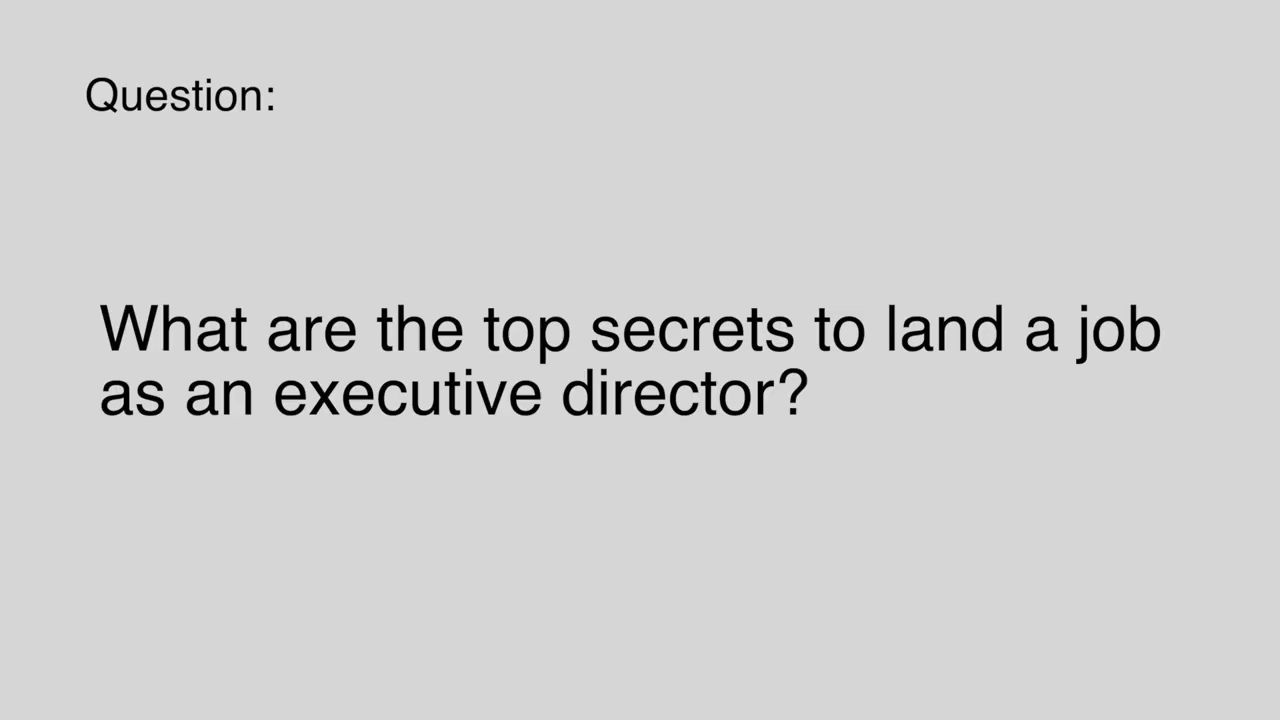 Question:
What are the top secrets to land a job
as an executive director?